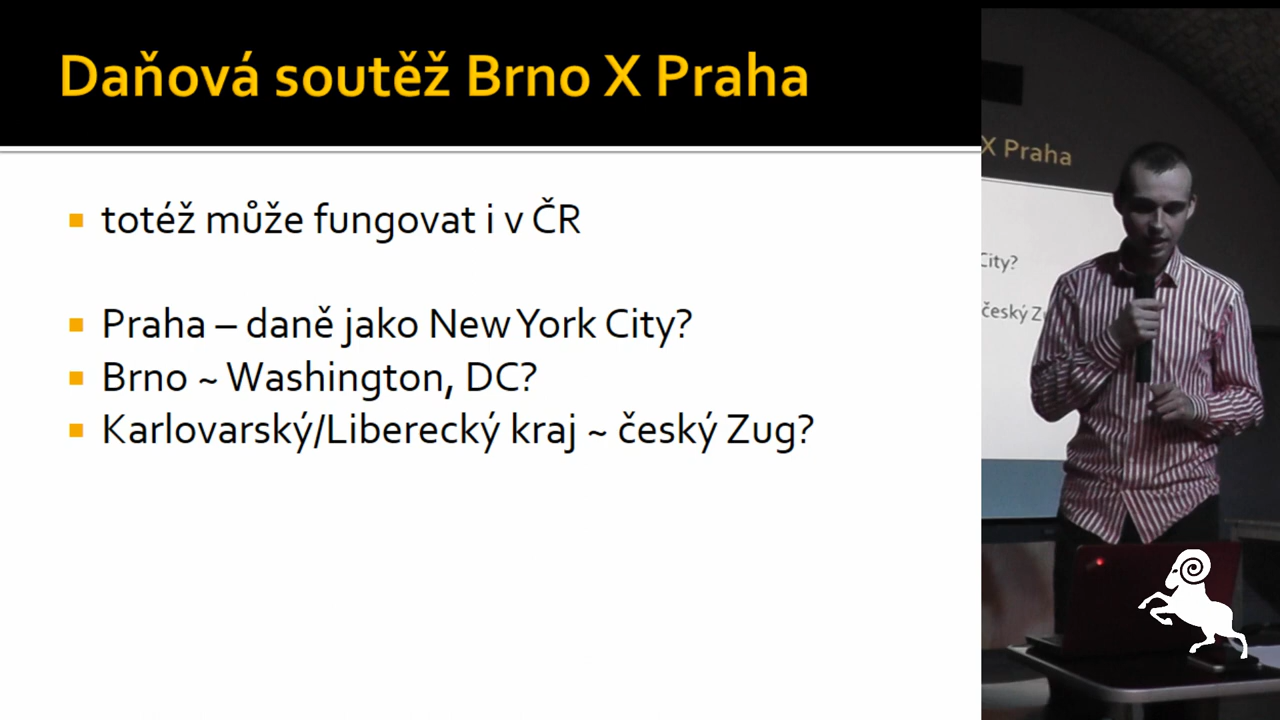 Daňová soutěž Brno X Praha
totéž může fungovat i v ČR
Praha – daně jako New York City?
Brno ~ Washington, DC?
Karlovarský/Liberecký kraj ~ český Zug?
X Praha
City?
český Zu